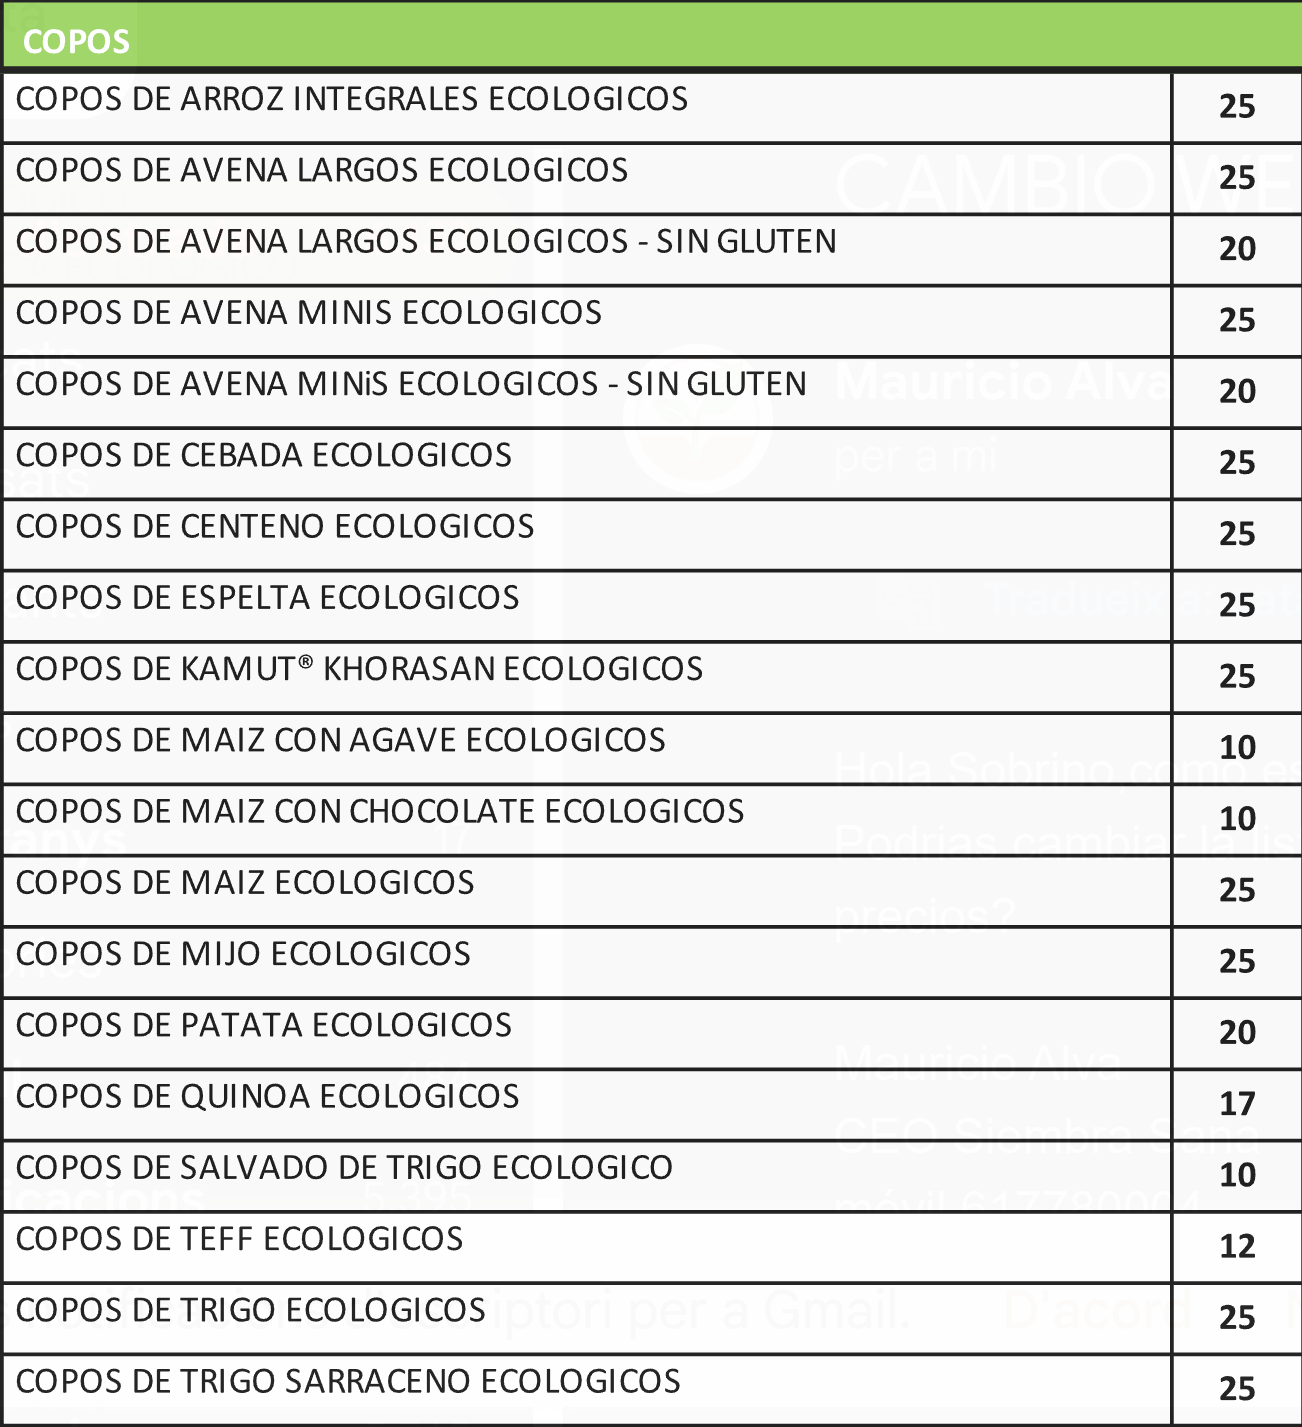 COPOS
COPOS DE ARROZ INTEGRALES ECOLOGICOS 25
COPOS DE AVENA LARGOS ECOLOGICOS 25
COPOS DE AVENA LARGOS ECOLOGICOS - SIN GLUTEN 20
COPOS DE AVENA MINIS ECOLOGICOS 25
COPOS DE AVENA MINiS ECOLOGICOS - SIN GLUTEN 20
COPOS DE CEBADA ECOLOGICOS 25
COPOS DE CENTENO ECOLOGICOS 25
COPOS DE ESPELTA ECOLOGICOS 25
COPOS DE KAMUT® KHORASAN ECOLOGICOS 25
COPOS DE MAIZ CON AGAVE ECOLOGICOS 10
COPOS DE MAIZ CON CHOCOLATE ECOLOGICOS 10
COPOS DE MAIZ ECOLOGICOS 25
COPOS DE MIJO ECOLOGICOS 25
COPOS DE PATATA ECOLOGICOS 20
COPOS DE QUINOA ECOLOGICOS 17
COPOS DE SALVADO DE TRIGO ECOLOGICO 10
COPOS DE TEFF ECOLOGICOS 12
COPOS DE TRIGO ECOLOGICOS 25
COPOS DE TRIGO SARRACENO ECOLOGICOS 25